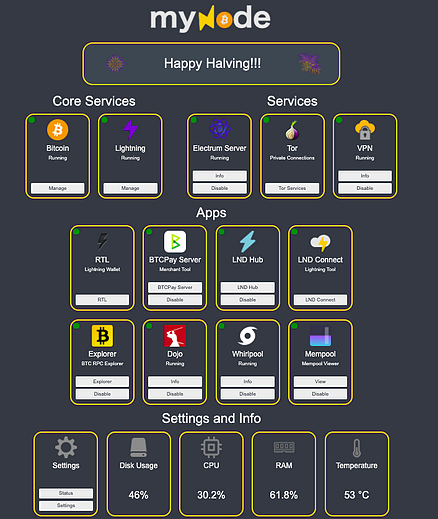 mynode
Happy Halving!!!
Core Services
Services
Bitcoin
Running
Manage
Lightning
Running
Manage
Electrum Server
Running
Info
Disable
Tor
Private Connections
Tor Services
VPN
Running
Info
Disable
Apps
RTL
Lightning Wallet
RTL
BTCPay Server
Merchant Tool
BTCPay Server
Disable
LND Hub
LND Hub
Disable
LND Connect
Lightning Tool
LND Connect
Explorer
BTC RPC Explorer
Explorer
Disable
Dojo
Running
Info
Disable
Whirlpool
Running
Info
Disable
Mempool
Mempool Viewer
View
Disable
Settings and Info
Settings
Status
Settings
Disk Usage
46%
CPU
30.2%
RAM
61.8%
Temperature
53 °C